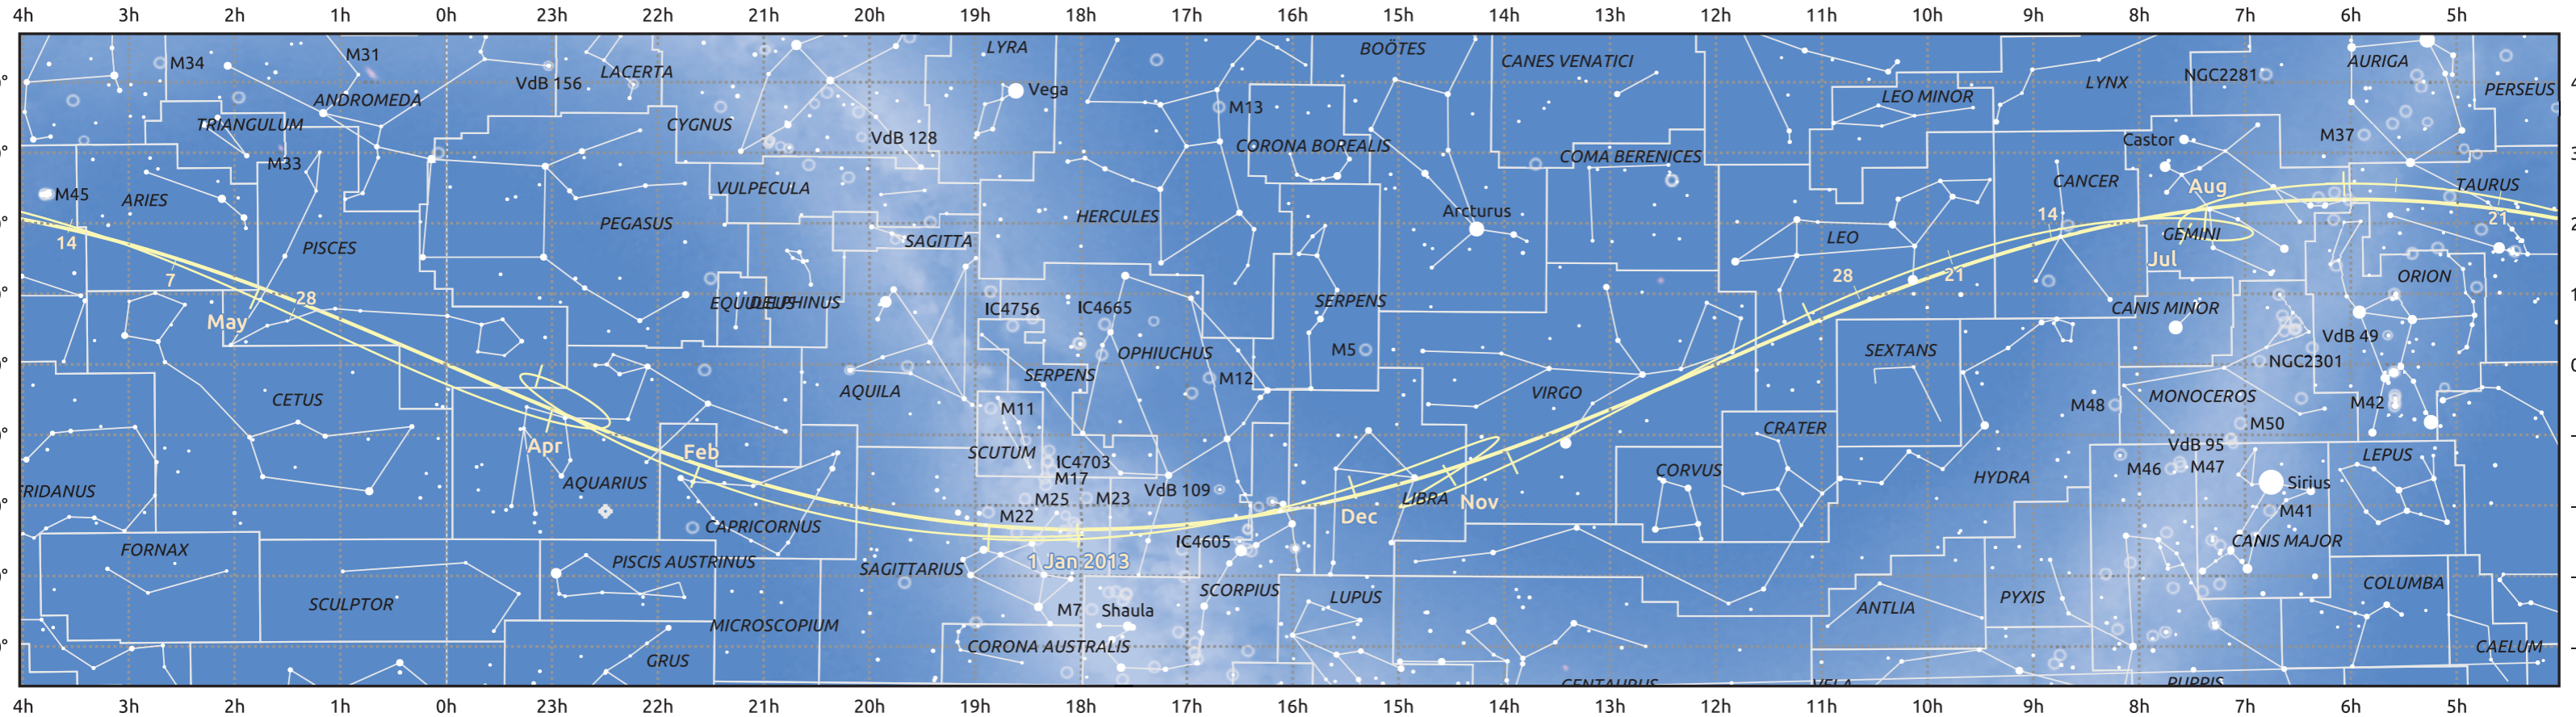 4h 3h 2h 1h 0h 23h 22h 21h 20h 19h 18h 17h 16h 15h 14h 13h 12h 11h 10h 9h 8h 7h 6h 5h
LYRA
BOÖTES
M34
M31
VdB 156
LACERTA
CANES VENATICI
AURIGA
NGC2281
LYNX
PERSEUS
ANDROMEDA
Vega
M13
LEO MINOR
TRIANGULUM
CYGNUS
VdB 128
M37
Castor
CORONA BOREALIS
COMA BERENICES
M33
M45
ARIES
VULPECULA
CANCER
Aug
TAURUS
PEGASUS
HERCULES
Arcturus
14
21
14
PISCES
SAGITTA
LEO
GEMINI
Jul
7
28
21
ORION
28
May
EQUULEUS
DELPHINUS
IC4756
IC4665
SERPENS
CANIS MINOR
VdB 49
M5
OPHIUCHUS
SEXTANS
NGC2301
SERPENS
M12
AQUILA
VIRGO
CETUS
M11
M48
MONOCEROS
M42
Apr
Feb
SCUTUM
CRATER
M50
VdB 95
IC4703
M17
LEPUS
M46
M47
CORVUS
HYDRA
AQUARIUS
RIDANUS
M25
M23
VdB 109
LIBRA
Nov
Sirius
M22
Dec
M41
CAPRICORNUS
IC4605
CANIS MAJOR
FORNAX
PISCIS AUSTRINUS
1 Jan 2013
SAGITTARIUS
SCORPIUS
LUPUS
COLUMBA
SCULPTOR
M7
Shaula
ANTLIA
PYXIS
MICROSCOPIUM
CORONA AUSTRALIS
CAELUM
GRUS
CENTAURUS
VELA
PUPPIS
4h 3h 2h 1h 0h 23h 22h 21h 20h 19h 18h 17h 16h 15h 14h 13h 12h 11h 10h 9h 8h 7h 6h 5h